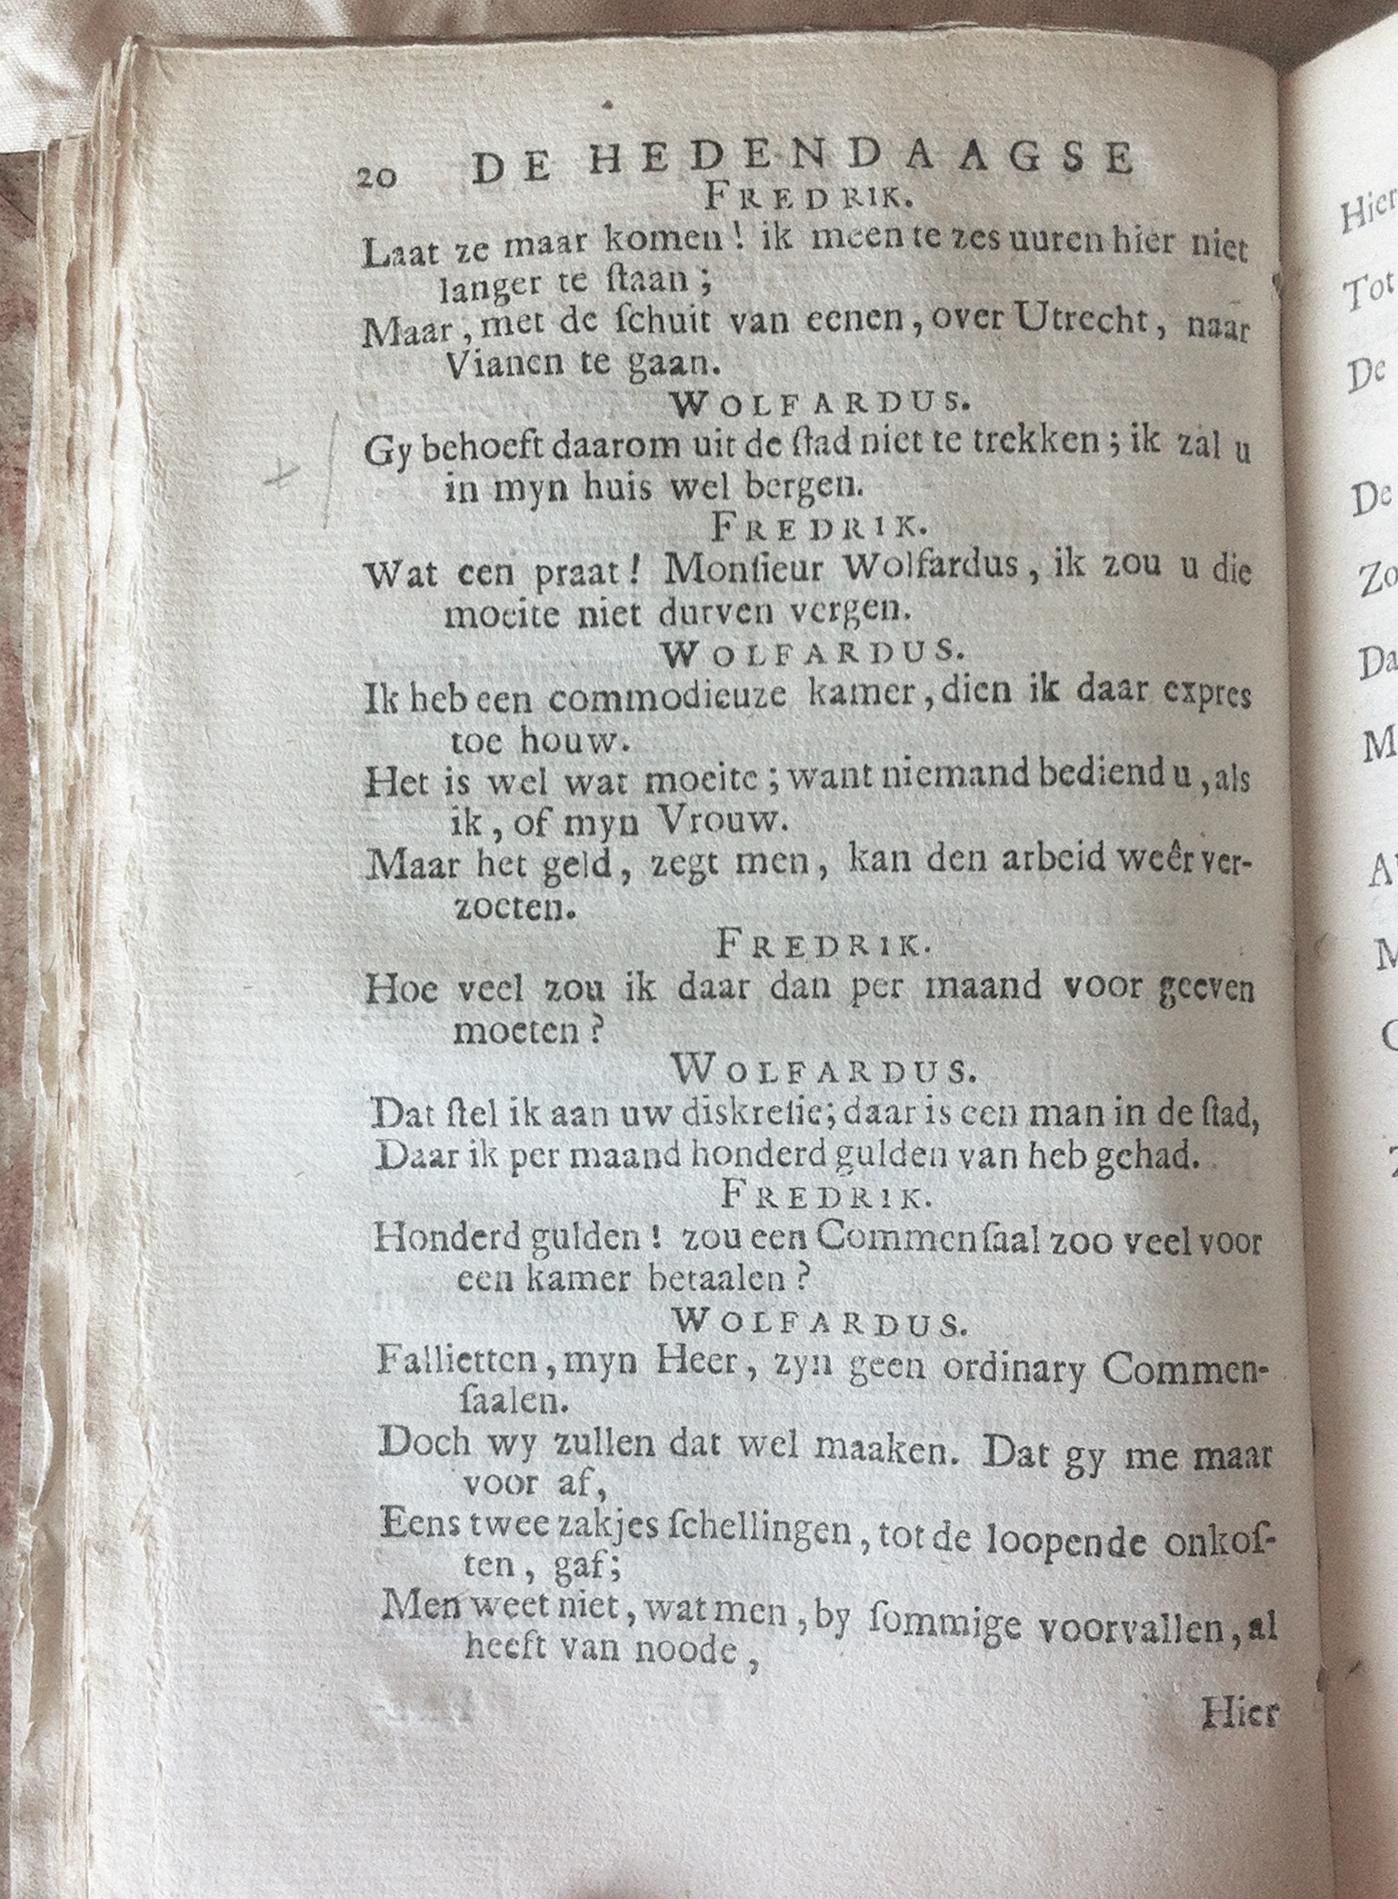 20 DE HEDENDAAGSE
FREDRIK.
Laat ze maar komen! ik meen te zes uuren hier niet
langer te ſtaan;
Maar, met de ſchuit van eenen, over Utrecht, naar
Vianen te gaan.
WOLFARDUS.
Gy behoeft daarom uit de ſtad niet te trekken; ik zal u
in myn huis wel bergen.
FREDRIK.
Wat een praat! Monſieur Wolfardus, ik zou u die
moeite niet durven vergen.
WOLFARDUS.
Ik heb een commodieuze kamer, dien ik daar expres
toe houw.
Het is wel wat moeite; want niemand bediend u, als
ik, of myn Vrouw.
Maar het geld, zegt men, kan den arbeid weêr ver-
zoeten.
FREDRIK.
Hoe veel zou ik daar dan per maand voor geeven
moeten?
WOLFARDUS.
Dat ſtel ik aan uw diskretie; daar is een man in de ſtad,
Daar ik per maand honderd gulden van heb gehad.
FREDRIK.
Honderd gulden! zou een Commenſaal zoo veel voor
een kamer betaalen?
WOLFARDUS.
Fallietten, myn Heer, zyn geen ordinary Commen-
ſaalen.
Doch wy zullen dat wel maaken. Dat gy me maar
voor af,
Eens twee zakjes ſchellingen, tot de loopende onkoſ-
ten, gaf;
Men weet niet, wat men, by ſommige voorvallen, al
heeft van noode,
Hier
Hier
Tot
De
De
Zo
Da